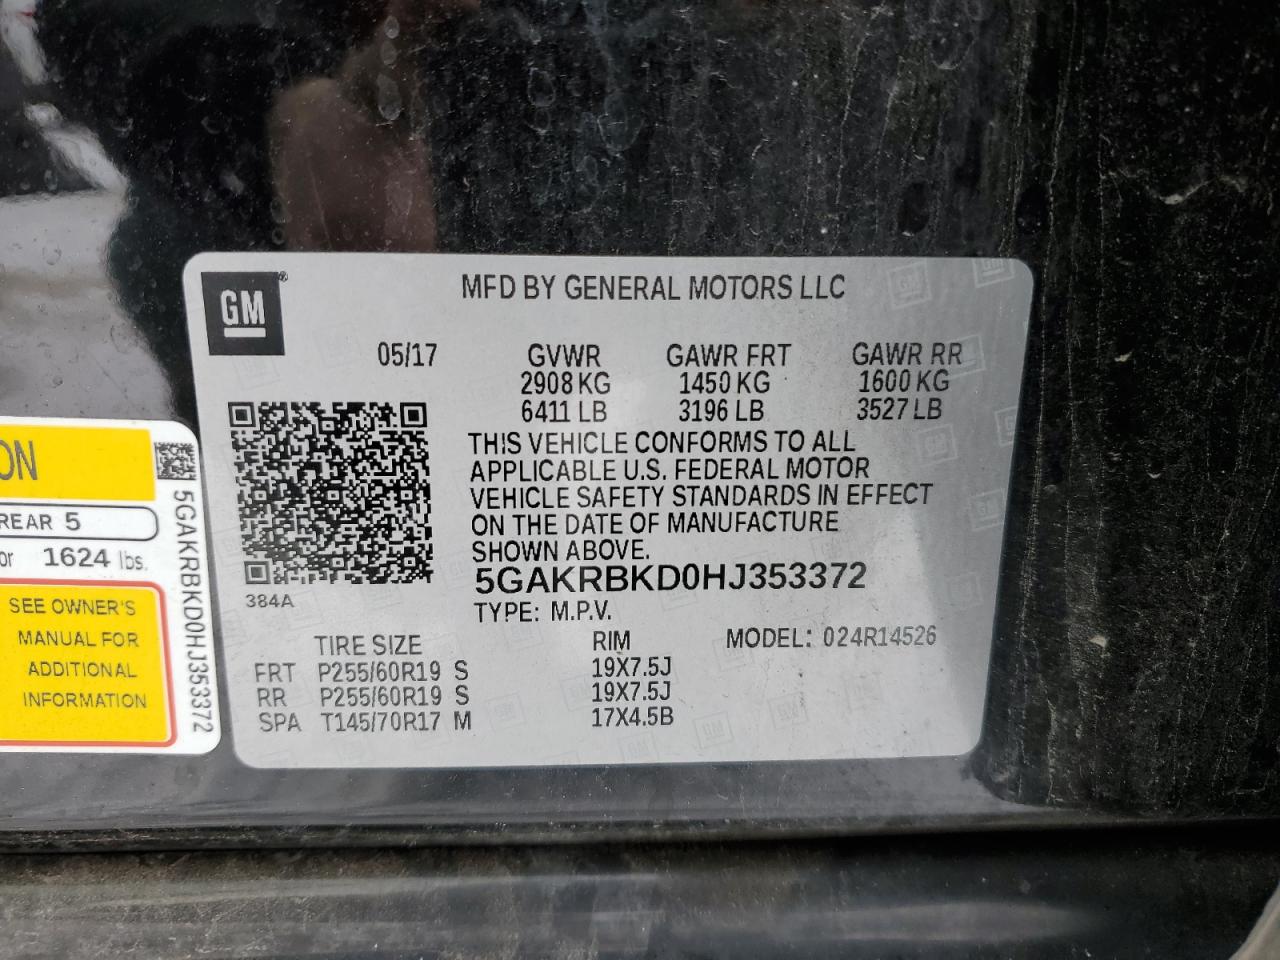 GM
MFD BY GENERAL MOTORS LLC
05/17 GVWR GAWR FRT GAWR RR
2908 KG 1450 KG 1600 KG
6411 LB 3196 LB 3527 LB
THIS VEHICLE CONFORMS TO ALL
APPLICABLE U.S. FEDERAL MOTOR
VEHICLE SAFETY STANDARDS IN EFFECT
ON THE DATE OF MANUFACTURE
SHOWN ABOVE.
384A
5GAKRBKD0HJ353372
TYPE: M.P.V.
TIRE SIZE RIM MODEL: 024R14526
FRT P255/60R19 S 19X7.5J
RR P255/60R19 S 19X7.5J
SPA T145/70R17 M 17X4.5B
ON
REAR 5
or 1624 lbs.
SEE OWNER'S
MANUAL FOR
ADDITIONAL
INFORMATION
5GAKRBKD0HJ353372